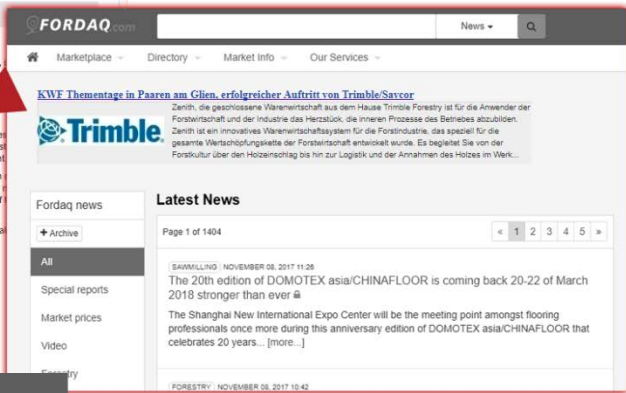 FORDAQ.com
News
Marketplace
Directory
Market Info
Our Services
KWF Thementage in Paaren am Glien, erfolgreicher Auftritt von Trimble/Savcor
Trimble.
Zenith, die geschlossene Warenwirtschaft aus dem Hause Trimble Forestry ist für die Anwender der
Forstwirtschaft und der Industrie das Herzstück, die inneren Prozesse des Betriebes abzubilden.
Zenith ist ein innovatives Warenwirtschaftssystem für die Forstindustrie, das speziell für die
gesamte Wertschöpfungskette der Forstwirtschaft entwickelt wurde. Es begleitet Sie von der
Forstkultur über den Holzeinschlag bis hin zur Logistik und der Annahmen des Holzes im Werk...
Fordaq news
+ Archive
All
Special reports
Market prices
Video
Forestry
Latest News
Page 1 of 1404
« 1 2 3 4 5 »
SAWMILLING NOVEMBER 08, 2017 11:26
The 20th edition of DOMOTEX asia/CHINAFLOOR is coming back 20-22 of March
2018 stronger than ever
The Shanghai New International Expo Center will be the meeting point amongst flooring
professionals once more during this anniversary edition of DOMOTEX asia/CHINAFLOOR that
celebrates 20 years... [more...]
FORESTRY NOVEMBER 08, 2017 10:42